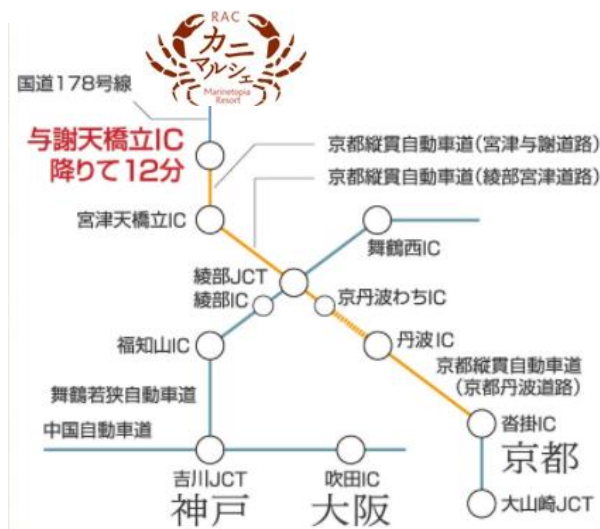 RAC
カニ
マルシェ
Marinetopia
Resort
国道178号線
与謝天橋立IC
降りて12分
京都縦貫自動車道(宮津与謝道路)
京都縦貫自動車道(綾部宮津道路)
宮津天橋立IC
舞鶴西IC
綾部JCT
綾部IC
京丹波わちIC
福知山IC
丹波IC
京都縦貫自動車道
(京都丹波道路)
舞鶴若狭自動車道
中国自動車道
沓掛IC
京都
吉川JCT
神戸
吹田IC
大阪
大山崎JCT